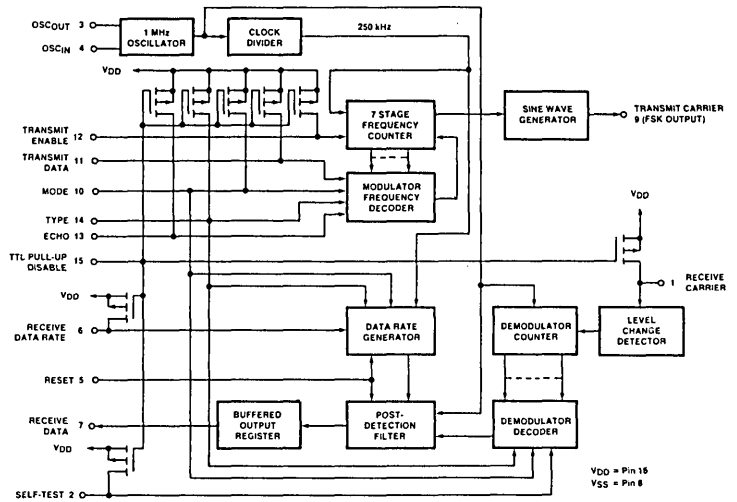 OSCOUT 3
OSCIN 4
1 MHz
OSCILLATOR
CLOCK
DIVIDER
250 kHz
VDD
TRANSMIT
ENABLE 12
TRANSMIT
DATA 11
MODE 10
TYPE 14
ECHO 13
TTL PULL-UP
DISABLE 15
7 STAGE
FREQUENCY
COUNTER
SINE WAVE
GENERATOR
TRANSMIT CARRIER
9 (FSK OUTPUT)
MODULATOR
FREQUENCY
DECODER
VDD
1 RECEIVE
CARRIER
VDD
RECEIVE
DATA RATE 6
DATA RATE
GENERATOR
DEMODULATOR
COUNTER
LEVEL
CHANGE
DETECTOR
RESET 5
RECEIVE
DATA 7
BUFFERED
OUTPUT
REGISTER
POST-
DETECTION
FILTER
DEMODULATOR
DECODER
VDD
SELF-TEST 2
VDD = Pin 16
VSS = Pin 8